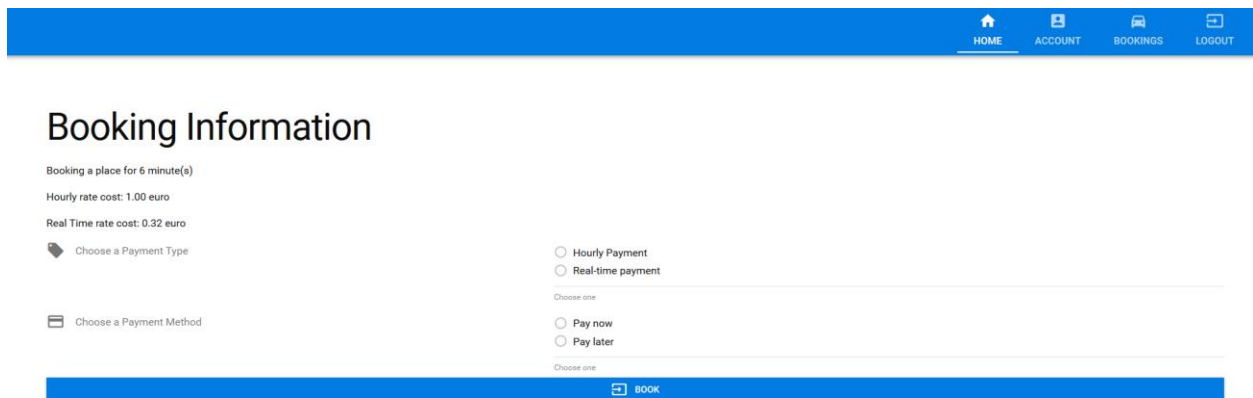 HOME ACCOUNT BOOKINGS LOGOUT
Booking Information
Booking a place for 6 minute(s)
Hourly rate cost: 1.00 euro
Real Time rate cost: 0.32 euro
Choose a Payment Type
Hourly Payment
Real-time payment
Choose one
Choose a Payment Method
Pay now
Pay later
Choose one
BOOK